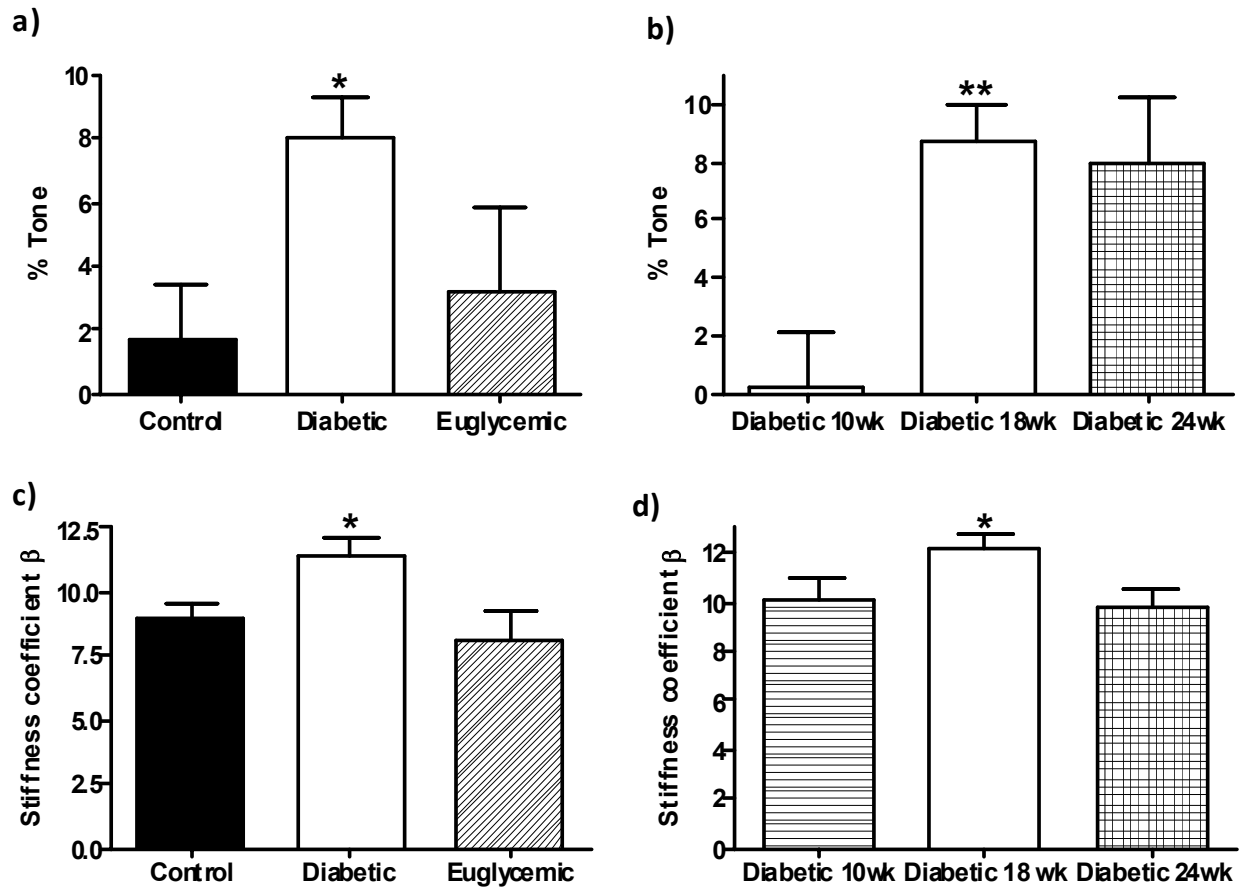 a)
% Tone
10
8
6
4
2
0
*
Control Diabetic Euglycemic
b)
% Tone
10
8
6
4
2
0
**
Diabetic 10wk Diabetic 18wk Diabetic 24wk
c)
Stiffness coefficient β
12.5
10.0
7.5
5.0
2.5
0.0
*
Control Diabetic Euglycemic
d)
Stiffness coefficient β
12
10
8
6
4
2
0
*
Diabetic 10wk Diabetic 18 wk Diabetic 24wk